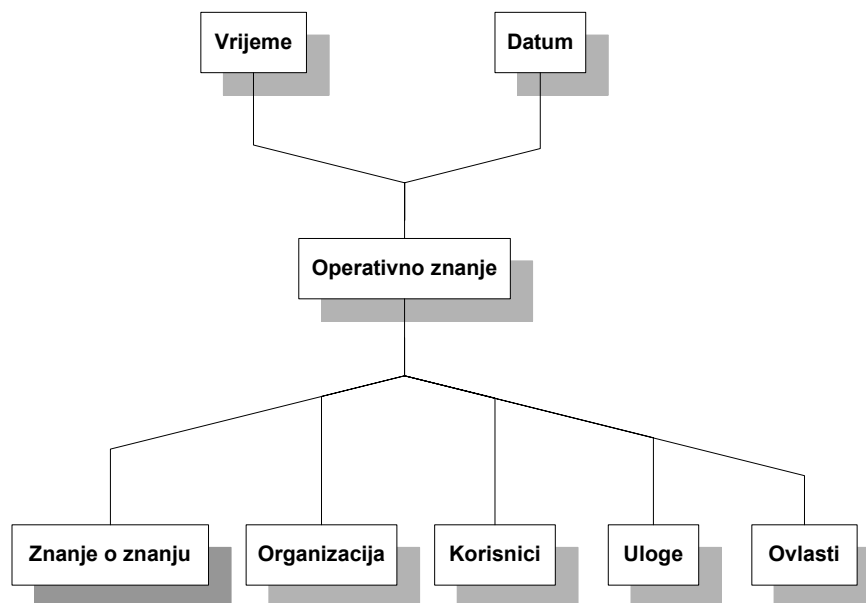 Vrijeme
Datum
Operativno znanje
Znanje o znanju
Organizacija
Korisnici
Uloge
Ovlasti